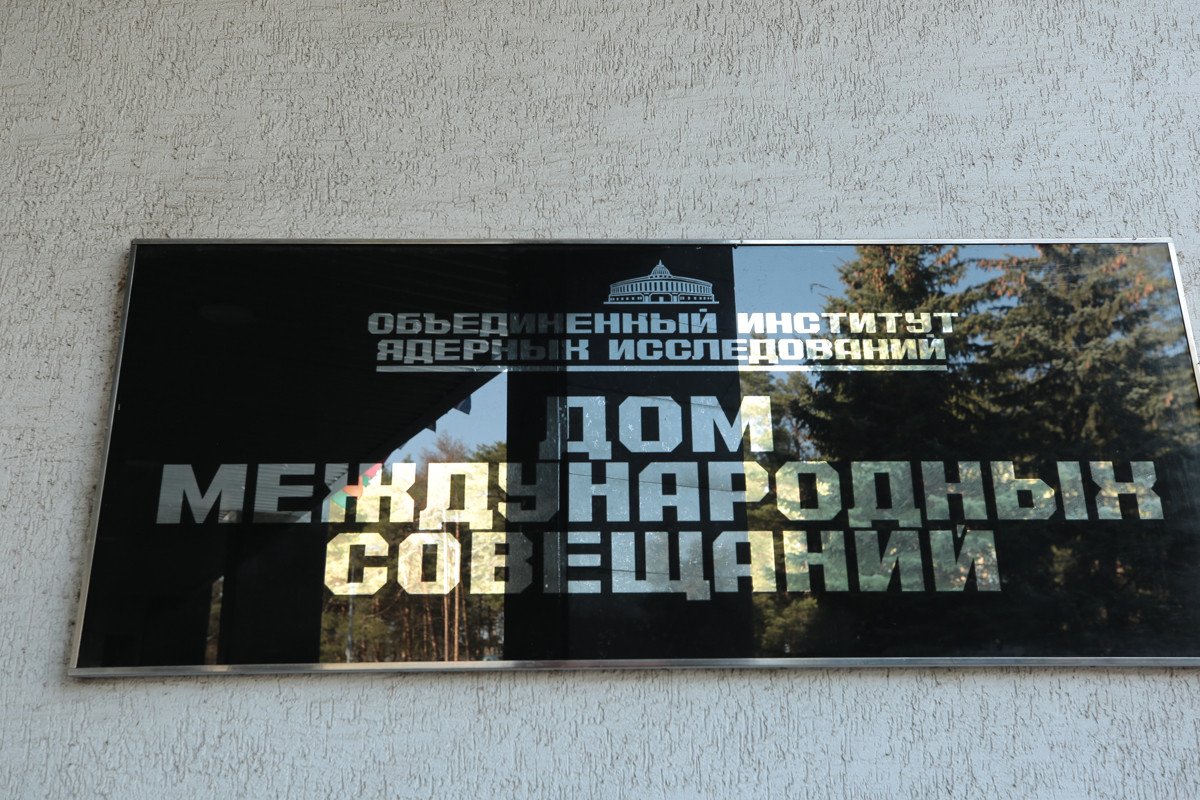 ОБЪЕДИНЕННЫЙ ИНСТИТУТ
ЯДЕРНЫХ ИССЛЕДОВАНИЙ
ДОМ
МЕЖДУНАРОДНЫХ
СОВЕЩАНИЙ